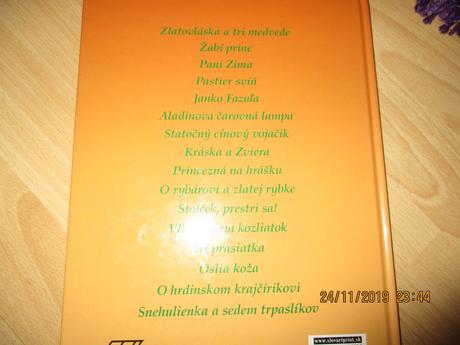 Zlatovláska a tri medvede
Žabí princ
Pani Zima
Pastier svíň
Janko Fazuľa
Aladinova čarovná lampa
Statočný cínový vojačik
Kráska a Zviera
Princezná na hrášku
O rybárovi a zlatej rybke
Stolček, prestri sa!
kozliatok
Tri prasiatka
Oslia koža
O hrdinskom krajčírikovi
Snehulienka a sedem trpaslíkov
24/11/2019 23:44
www.slovartprint.sk